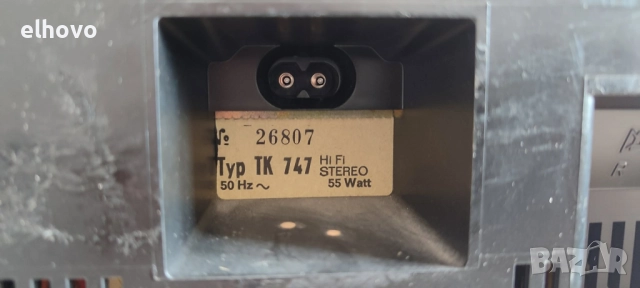 elhovo
№ 26807
Typ TK 747 Hi Fi STEREO
50 Hz ~ 55 Watt
BAZAR
R